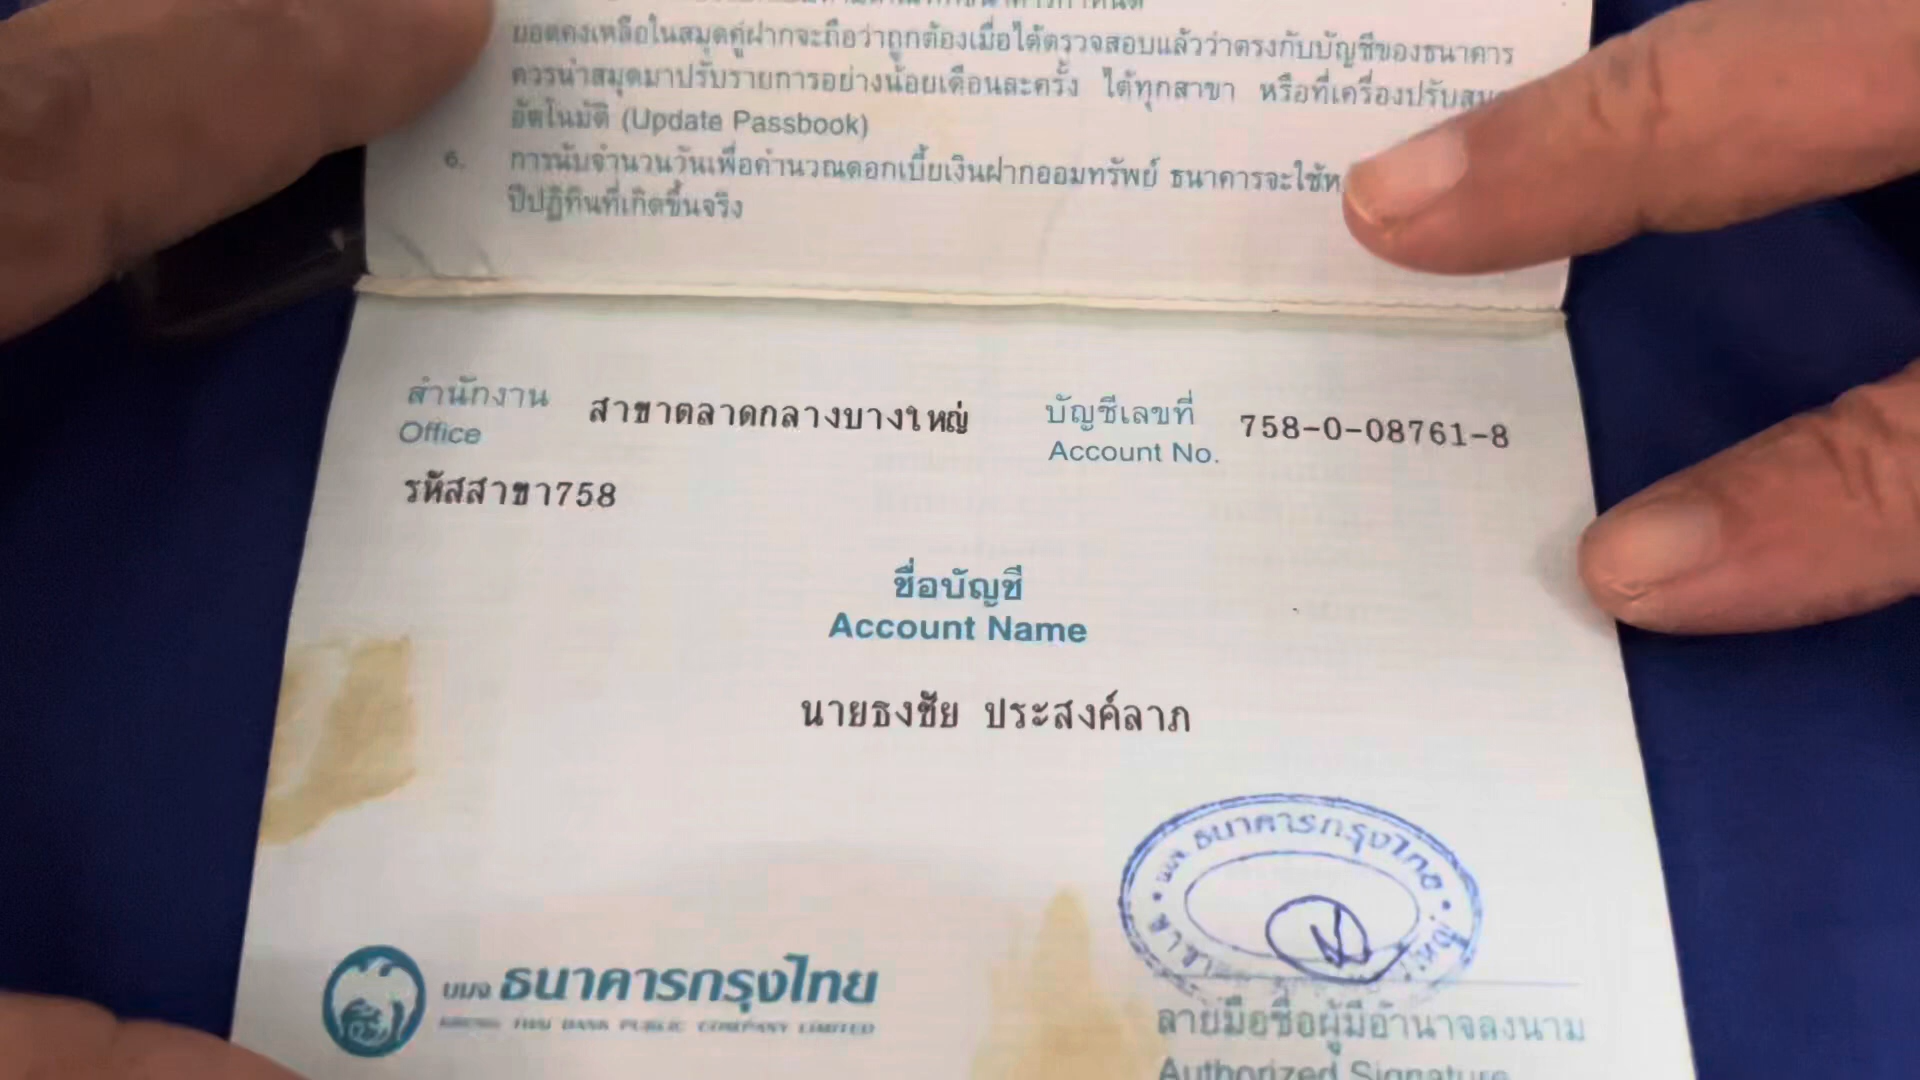 ยอดคงเหลือในสมุดคู่ฝากจะถือว่าถูกต้องเมื่อได้ตรวจสอบแล้วว่าตรงกับบัญชีของธนาคาร
ควรนำสมุดมาปรับรายการอย่างน้อยเดือนละครั้ง ได้ทุกสาขา หรือที่เครื่องปรับ
อัตโนมัติ (Update Passbook)
6. การนับจำนวนวันเพื่อคำนวณดอกเบี้ยเงินฝากออมทรัพย์ ธนาคารจะใช้
ปีปฏิทินที่เกิดขึ้นจริง
สำนักงาน สาขาตลาดกลางบางใหญ่ บัญชีเลขที่ 758-0-08761-8
Office Account No.
รหัสสาขา758
ชื่อบัญชี
Account Name
นายธงชัย ประสงค์ลาภ
บมจ ธนาคารกรุงไทย
สาขา
บมจ ธนาคารกรุงไทย
KRUNG THAI BANK PUBLIC COMPANY LIMITED
ลายมือชื่อผู้มีอำนาจลงนาม
Authorized Signature